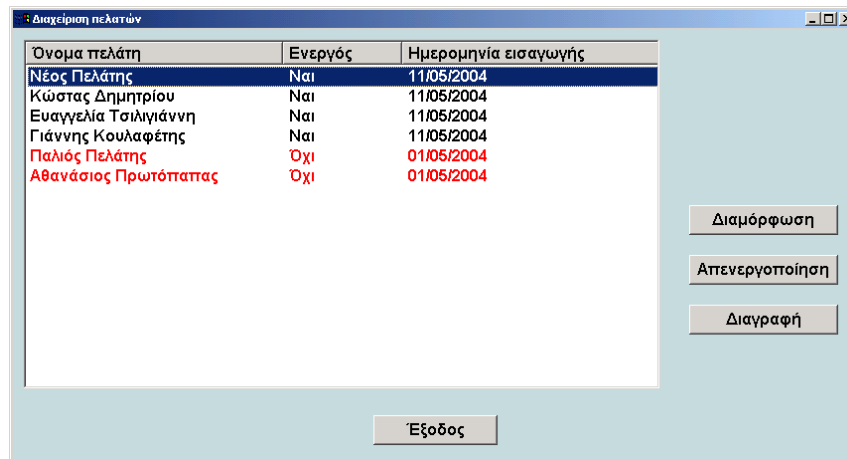 Διαχείριση πελατών
Όνομα πελάτη Ενεργός Ημερομηνία εισαγωγής
Νέος Πελάτης Ναι 11/05/2004
Κώστας Δημητρίου Ναι 11/05/2004
Ευαγγελία Τσιλιγιάννη Ναι 11/05/2004
Γιάννης Κουλαφέτης Ναι 11/05/2004
Παλιός Πελάτης Όχι 01/05/2004
Αθανάσιος Πρωτόπαπας Όχι 01/05/2004
Διαμόρφωση
Απενεργοποίηση
Διαγραφή
Έξοδος